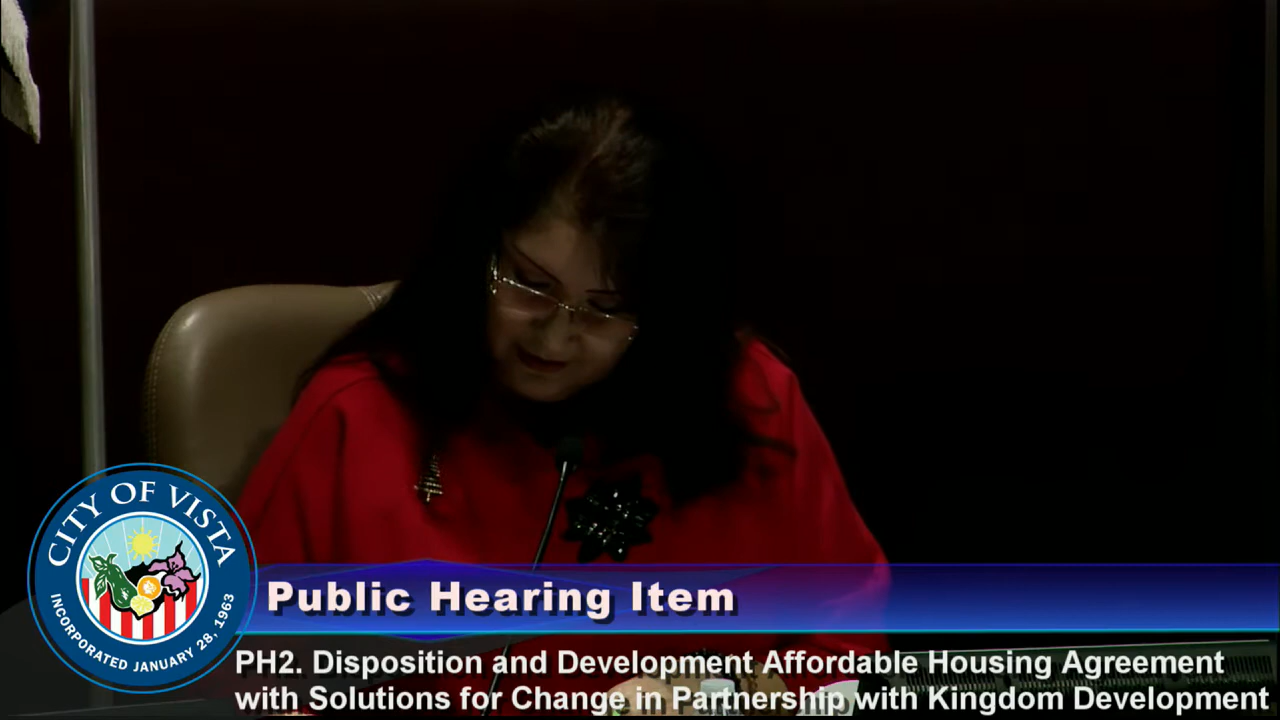 CITY OF VISTA
INCORPORATED JANUARY 28, 1963
Public Hearing Item
PH2. Disposition and Development Affordable Housing Agreement
with Solutions for Change in Partnership with Kingdom Development